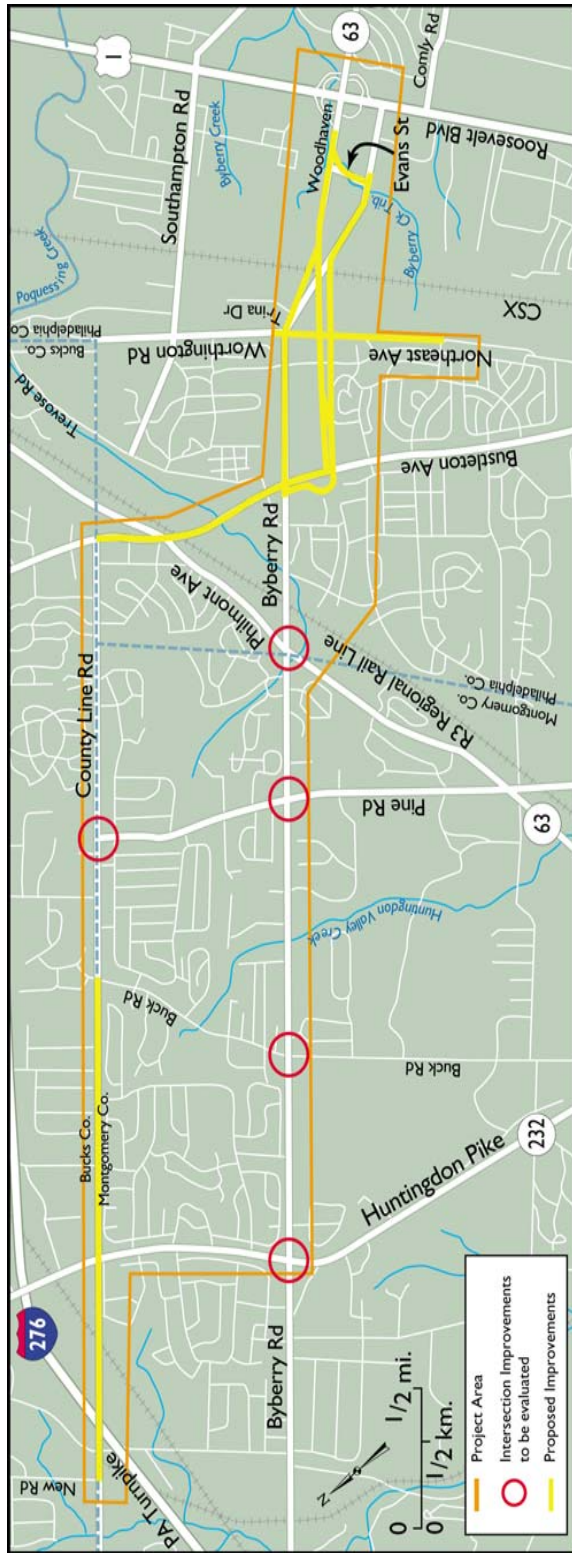 New Rd
PA Turnpike
276
Bucks Co.
Montgomery Co.
County Line Rd
Trevose Rd
Bucks Co.
Philadelphia Co.
Poquessing Creek
Southampton Rd
1
Byberry Creek
Woodhaven
63
Evans St
Comly Rd
Roosevelt Blvd
Byberry
Ck Trib.
CSX
Trina Dr
Worthington Rd
Northeast Ave
Bustleton Ave
Byberry Rd
Philmont Ave
R3 Regional Rail Line
Montgomery Co.
Philadelphia Co.
Pine Rd
63
Huntingdon Valley Creek
Buck Rd
Buck Rd
Huntingdon Pike
232
Byberry Rd
N
0 1/2 mi.
0 1/2 km.
Project Area
Intersection Improvements
to be evaluated
Proposed Improvements